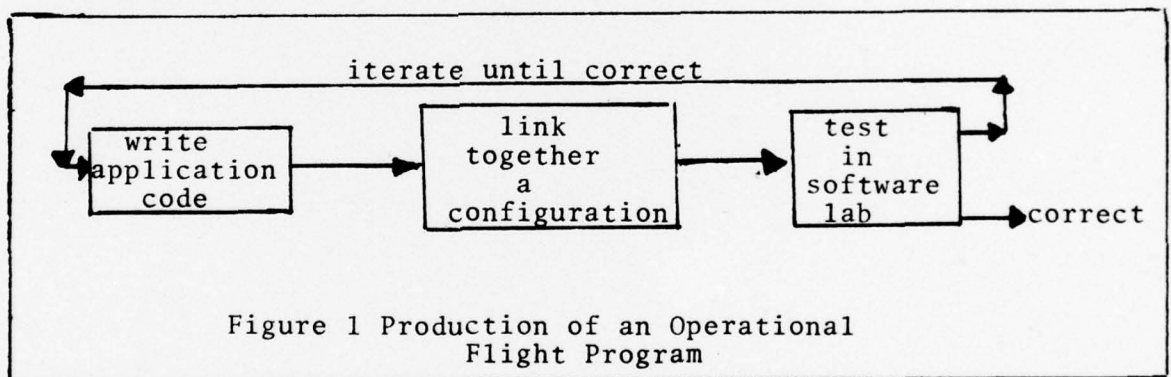 iterate until correct
write
application
code
link
together
a
configuration
test
in
software
lab
correct
Figure 1 Production of an Operational
Flight Program